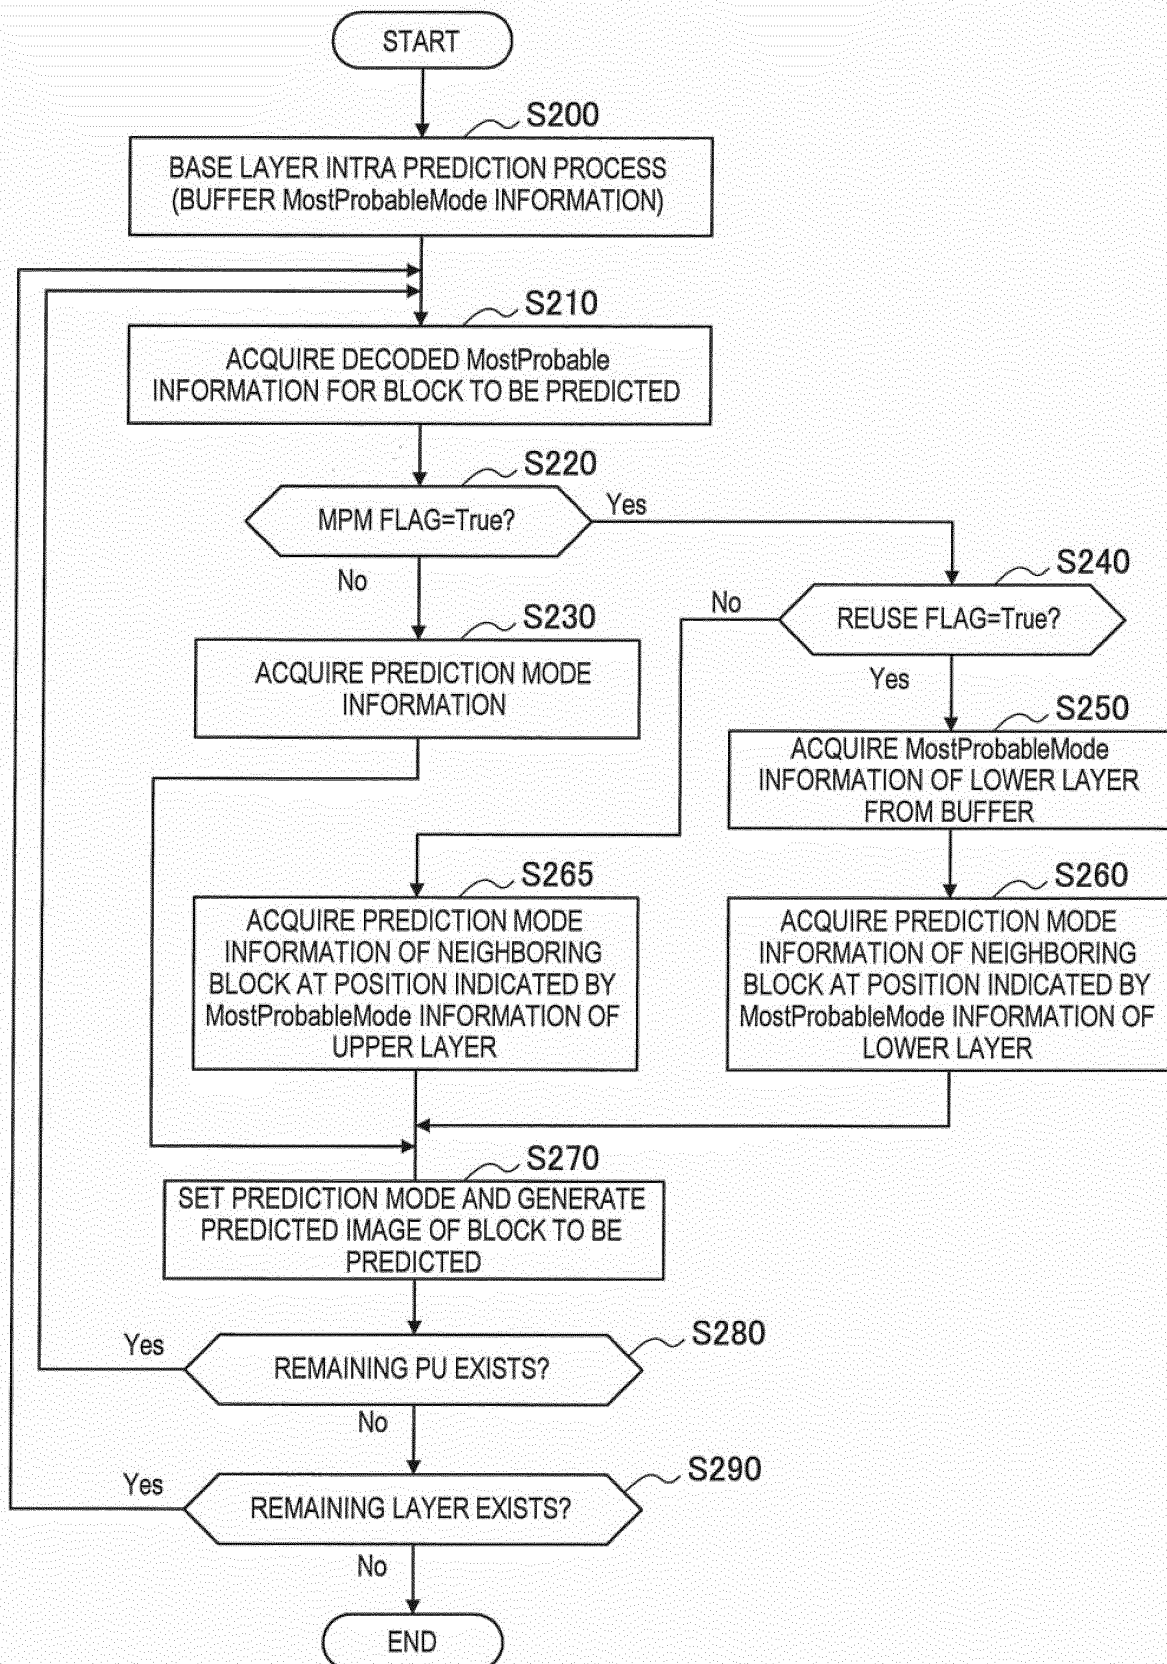 START
S200
BASE LAYER INTRA PREDICTION PROCESS
(BUFFER MostProbableMode INFORMATION)
S210
ACQUIRE DECODED MostProbable
INFORMATION FOR BLOCK TO BE PREDICTED
S220
MPM FLAG=True?
Yes
No
S240
REUSE FLAG=True?
No
Yes
S230
ACQUIRE PREDICTION MODE
INFORMATION
S250
ACQUIRE MostProbableMode
INFORMATION OF LOWER LAYER
FROM BUFFER
S265
ACQUIRE PREDICTION MODE
INFORMATION OF NEIGHBORING
BLOCK AT POSITION INDICATED BY
MostProbableMode INFORMATION OF
UPPER LAYER
S260
ACQUIRE PREDICTION MODE
INFORMATION OF NEIGHBORING
BLOCK AT POSITION INDICATED BY
MostProbableMode INFORMATION OF
LOWER LAYER
S270
SET PREDICTION MODE AND GENERATE
PREDICTED IMAGE OF BLOCK TO BE
PREDICTED
S280
Yes
REMAINING PU EXISTS?
No
S290
Yes
REMAINING LAYER EXISTS?
No
END